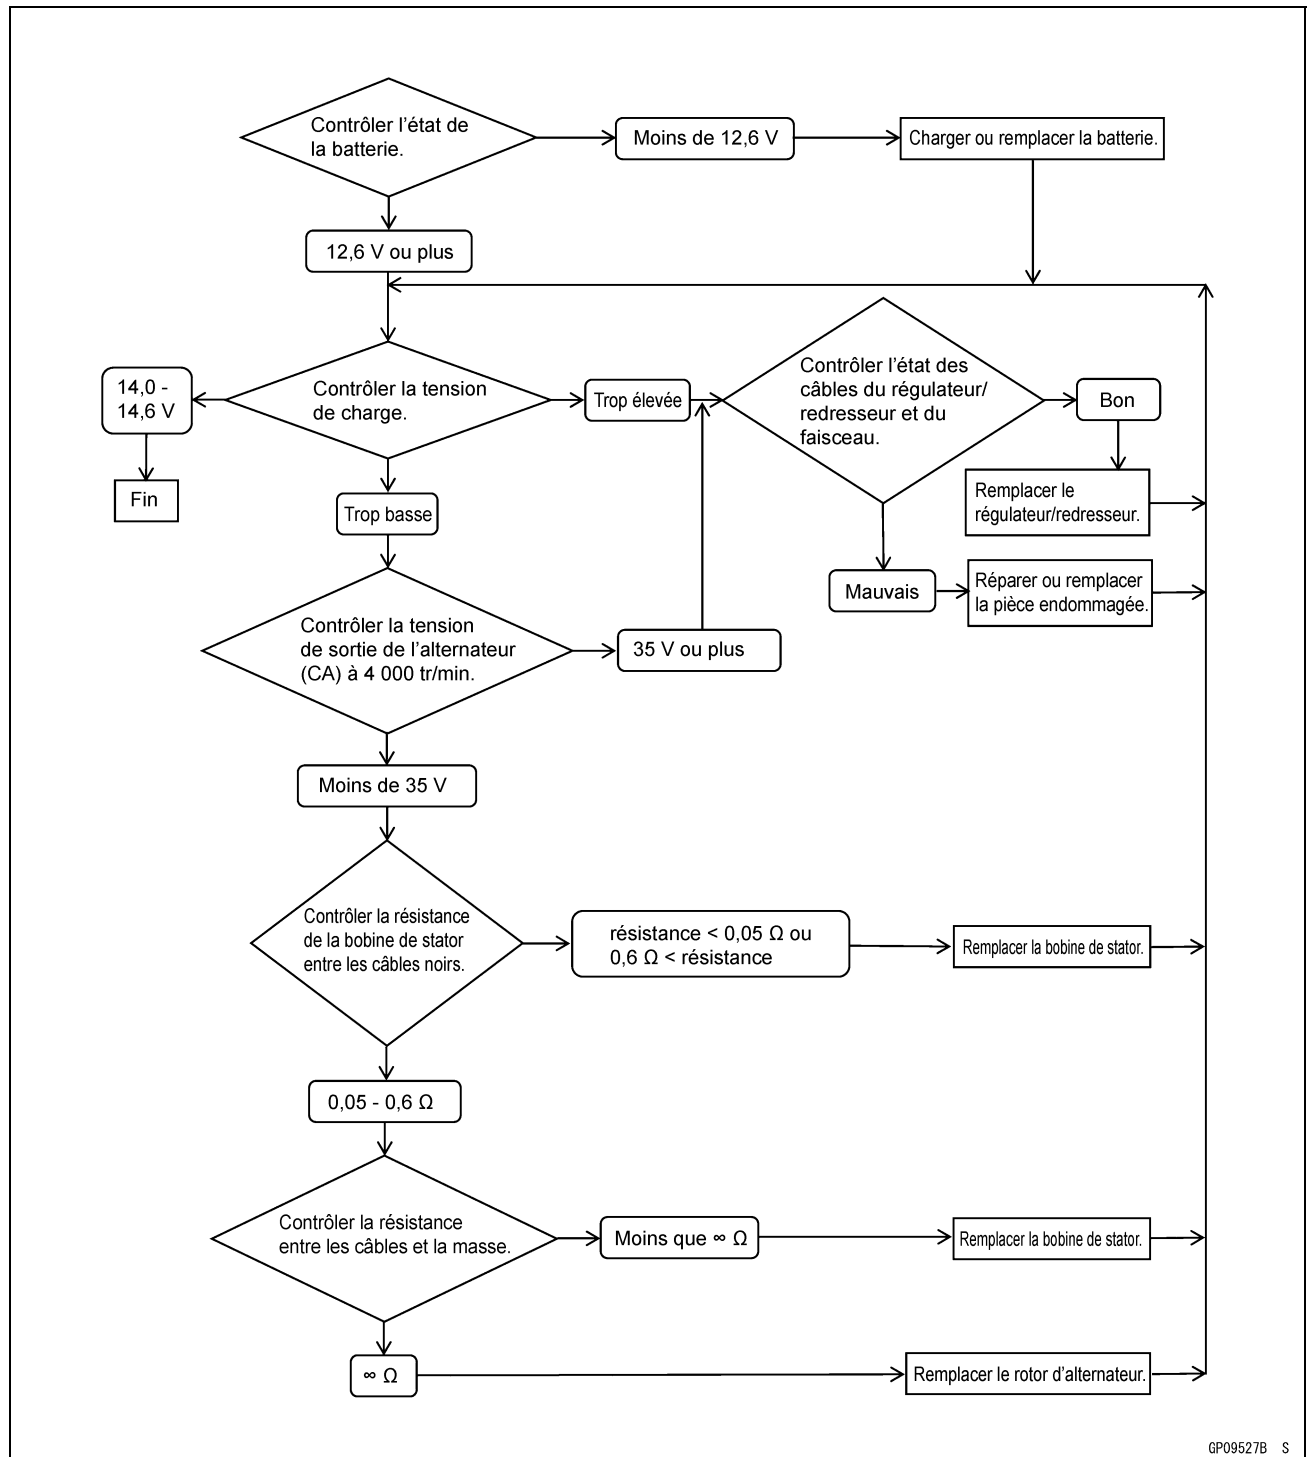 Contrôler l’état de
la batterie.
Moins de 12,6 V
Charger ou remplacer la batterie.
12,6 V ou plus
14,0 -
14,6 V
Contrôler la tension
de charge.
Trop élevée
Contrôler l’état des
câbles du régulateur/
redresseur et du
faisceau.
Bon
Fin
Trop basse
Remplacer le
régulateur/redresseur.
Mauvais
Réparer ou remplacer
la pièce endommagée.
Contrôler la tension
de sortie de l’alternateur
(CA) à 4 000 tr/min.
35 V ou plus
Moins de 35 V
Contrôler la résistance
de la bobine de stator
entre les câbles noirs.
résistance < 0,05 Ω ou
0,6 Ω < résistance
Remplacer la bobine de stator.
0,05 - 0,6 Ω
Contrôler la résistance
entre les câbles et la masse.
Moins que ∞ Ω
Remplacer la bobine de stator.
∞ Ω
Remplacer le rotor d’alternateur.
GP09527B S